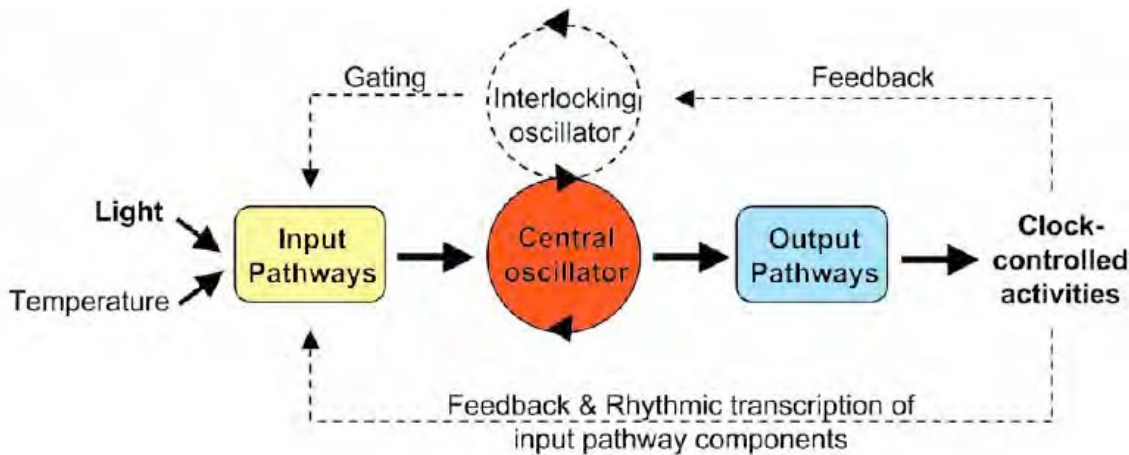 Gating
Interlocking
oscillator
Feedback
Light
Temperature
Input
Pathways
Central
oscillator
Output
Pathways
Clock-
controlled
activities
Feedback & Rhythmic transcription of
input pathway components